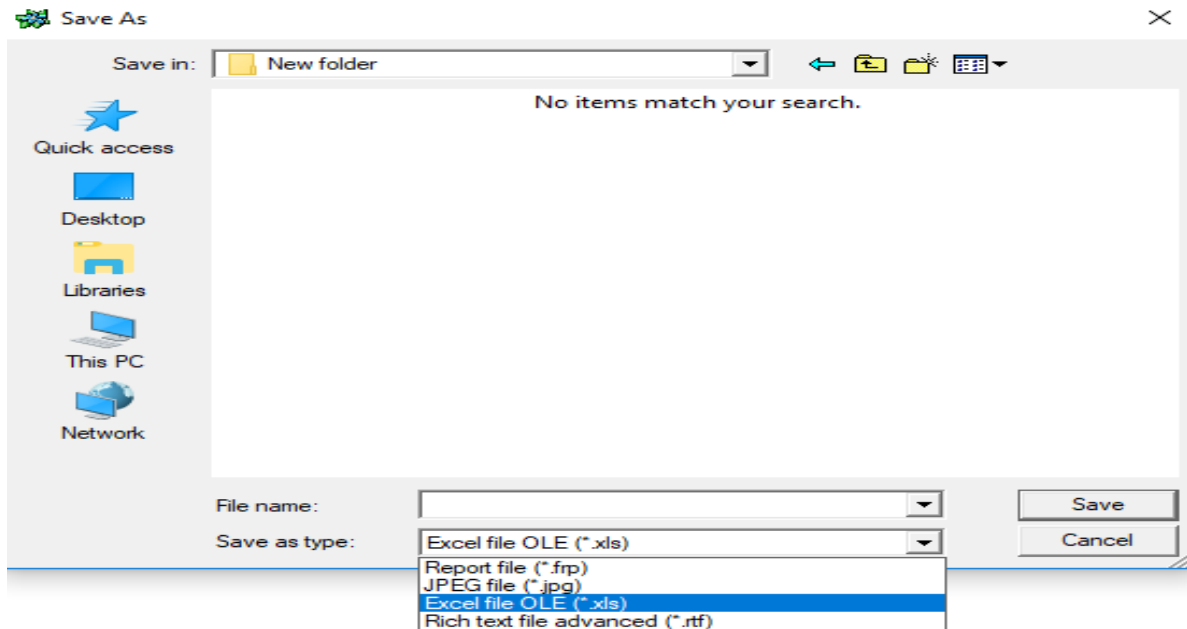 Save As
Save in: New folder
No items match your search.
Quick access
Desktop
Libraries
This PC
Network
File name:
Save
Save as type: Excel file OLE (*.xls)
Cancel
Report file (*.frp)
JPEG file (*.jpg)
Excel file OLE (*.xls)
Rich text file advanced (*.rtf)